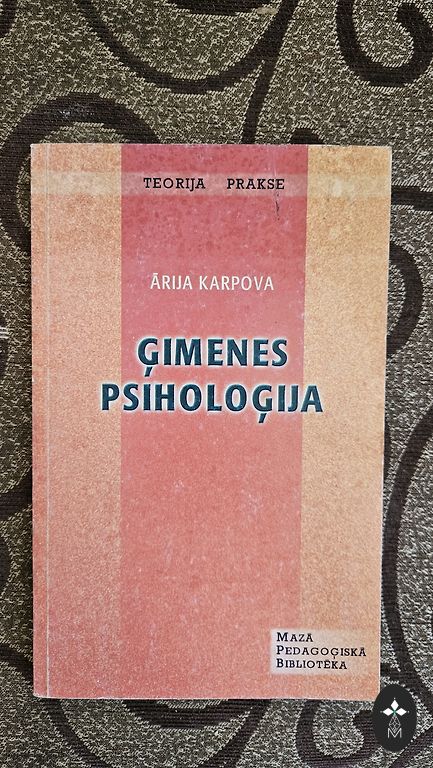 TEORIJA PRAKSE
ĀRIJA KARPOVA
ĢIMENES
PSIHOLOĢIJA
MAZĀ
PEDAGOĢISKĀ
BIBLIOTĒKA